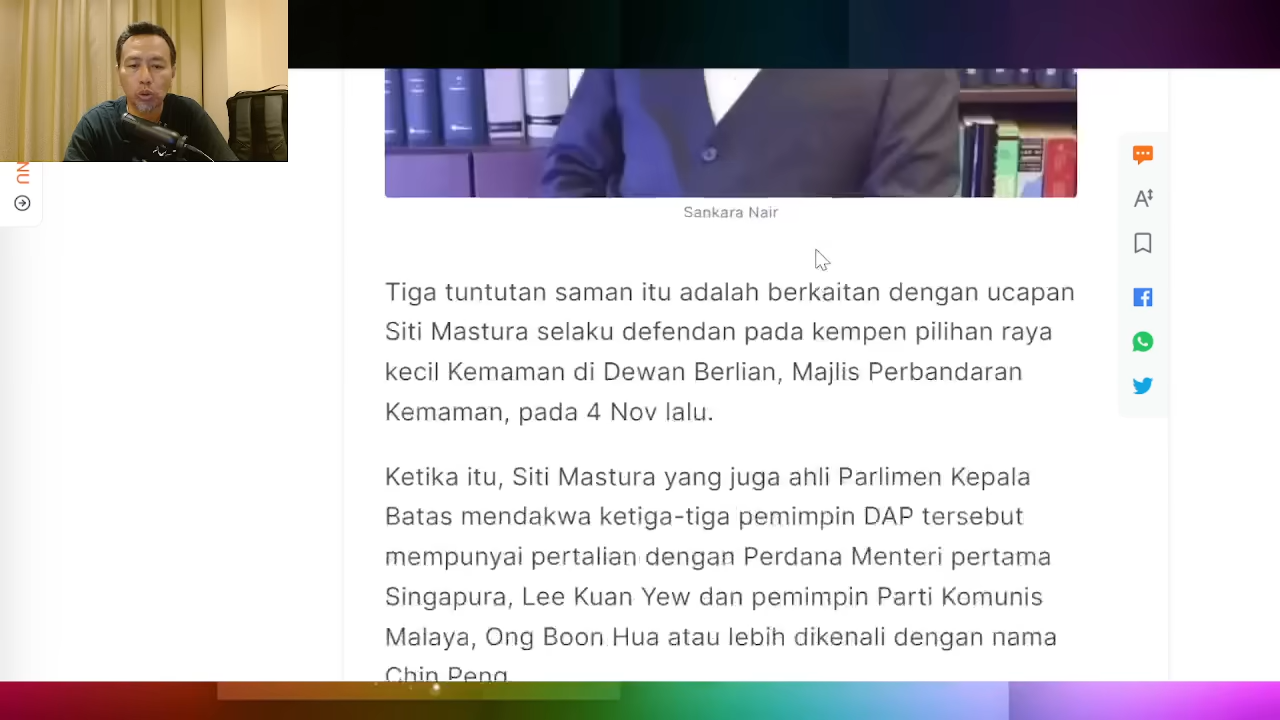 NU
Sankara Nair
Tiga tuntutan saman itu adalah berkaitan dengan ucapan
Siti Mastura selaku defendan pada kempen pilihan raya
kecil Kemaman di Dewan Berlian, Majlis Perbandaran
Kemaman, pada 4 Nov lalu.
Ketika itu, Siti Mastura yang juga ahli Parlimen Kepala
Batas mendakwa ketiga-tiga pemimpin DAP tersebut
mempunyai pertalian dengan Perdana Menteri pertama
Singapura, Lee Kuan Yew dan pemimpin Parti Komunis
Malaya, Ong Boon Hua atau lebih dikenali dengan nama
Chin Peng